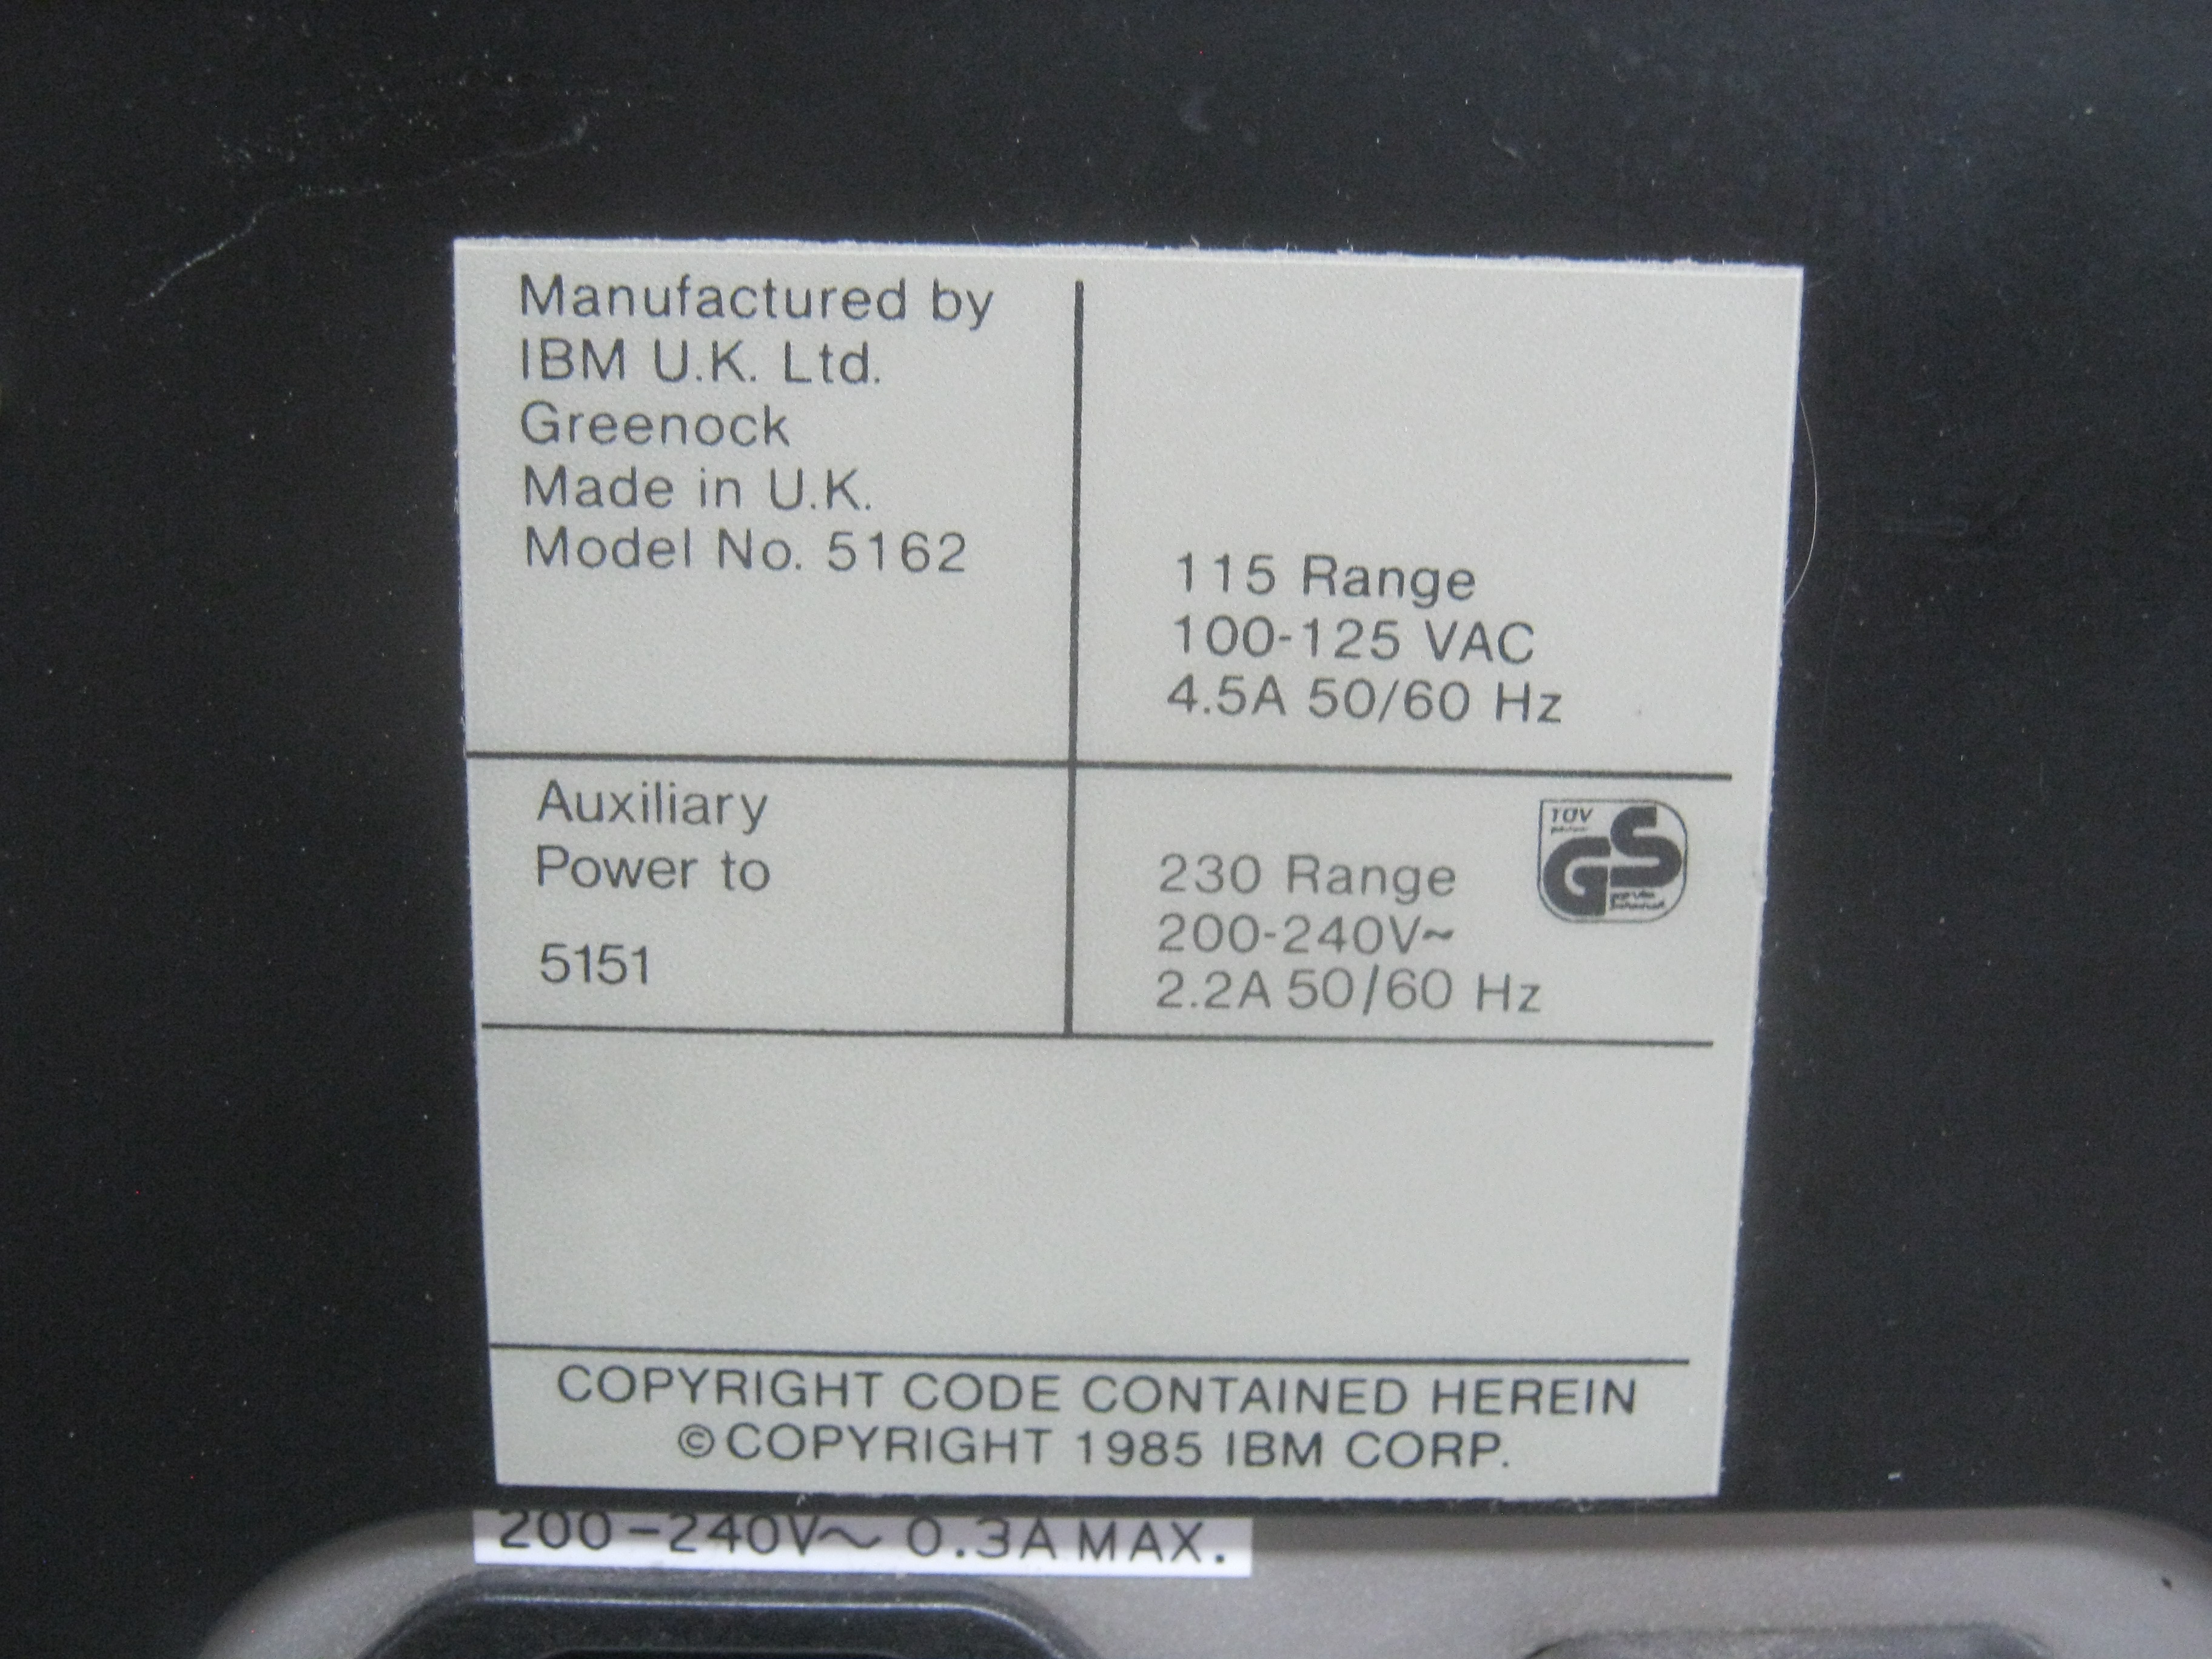 Manufactured by
IBM U.K. Ltd.
Greenock
Made in U.K.
Model No. 5162
115 Range
100-125 VAC
4.5A 50/60 Hz
Auxiliary
Power to
5151
230 Range
200-240V~
2.2A 50/60 Hz
TÜV
GS
COPYRIGHT CODE CONTAINED HEREIN
© COPYRIGHT 1985 IBM CORP.
200-240V~ 0.3A MAX.